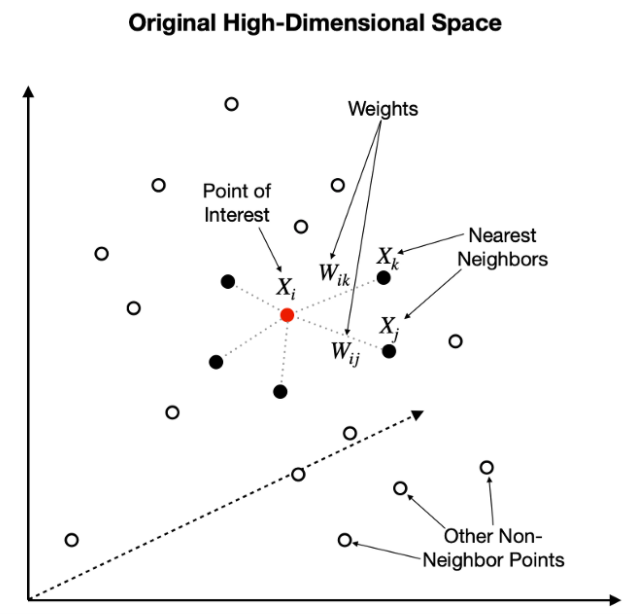 Original High-Dimensional Space
Weights
Point of
Interest
Nearest
Neighbors
X_k
W_ik
X_i
X_j
W_ij
Other Non-
Neighbor Points